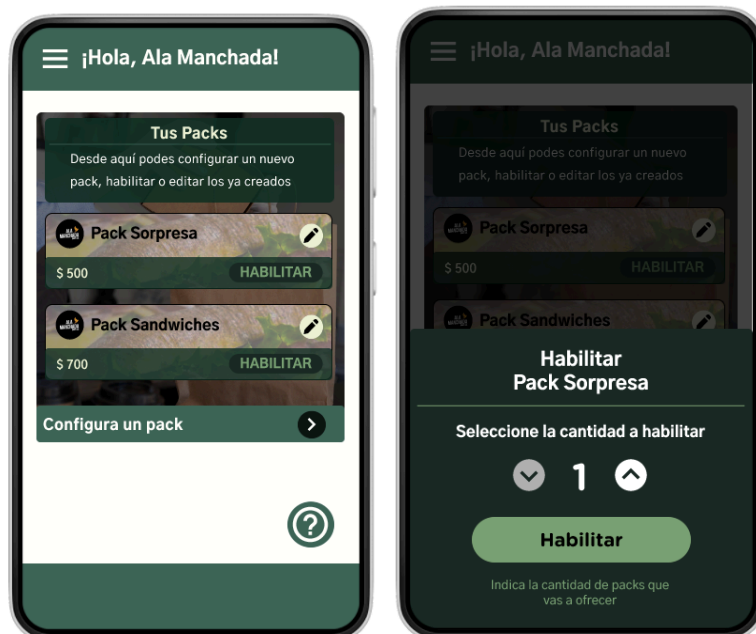 ¡Hola, Ala Manchada!
Tus Packs
Desde aquí podes configurar un nuevo
pack, habilitar o editar los ya creados
Pack Sorpresa
$ 500
HABILITAR
Pack Sandwiches
$ 700
HABILITAR
Configura un pack
?
¡Hola, Ala Manchada!
Tus Packs
Desde aquí podes configurar un nuevo
pack, habilitar o editar los ya creados
Pack Sorpresa
$ 500
HABILITAR
Pack Sandwiches
Habilitar
Pack Sorpresa
Seleccione la cantidad a habilitar
1
Habilitar
Indica la cantidad de packs que
vas a ofrecer